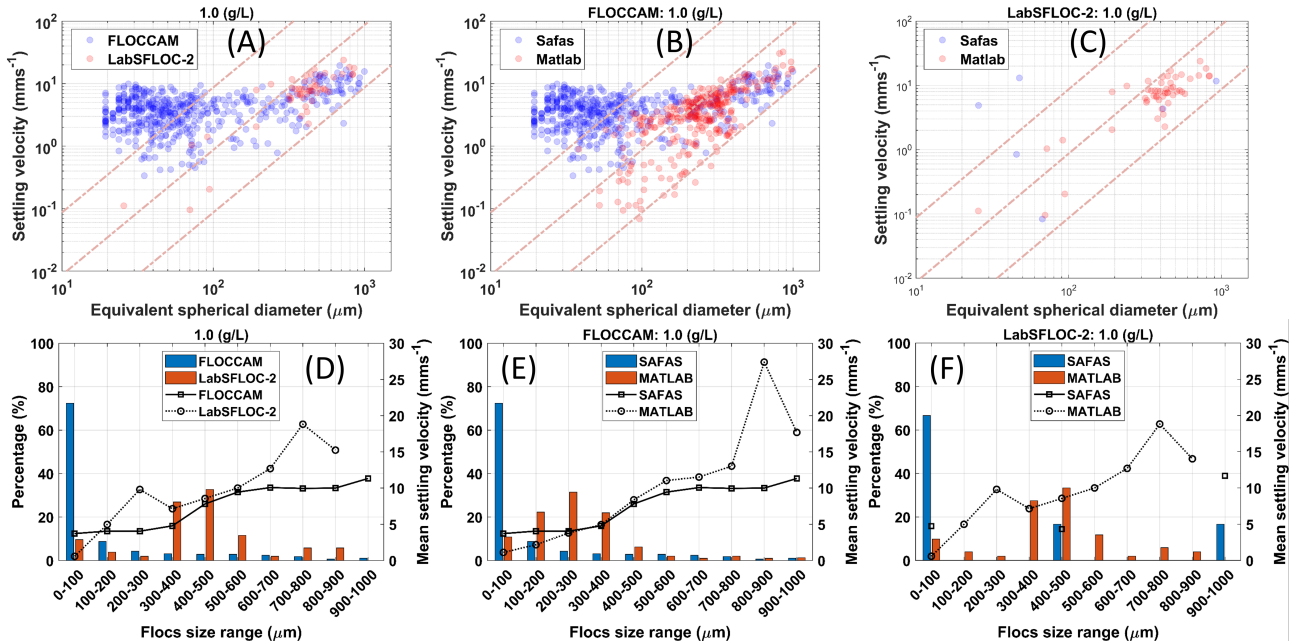 1.0 (g/L)
FLOCCAM
LabSFLOC-2
(A)
10²
10¹
10⁰
10⁻¹
10⁻²
Settling velocity (mms⁻¹)
10¹
10²
10³
Equivalent spherical diameter (μm)
FLOCCAM: 1.0 (g/L)
Safas
Matlab
(B)
10²
10¹
10⁰
10⁻¹
10⁻²
Settling velocity (mms⁻¹)
10¹
10²
10³
Equivalent spherical diameter (μm)
LabSFLOC-2: 1.0 (g/L)
Safas
Matlab
(C)
10²
10¹
10⁰
10⁻¹
10⁻²
Settling velocity (mms⁻¹)
10¹
10²
10³
Equivalent spherical diameter (μm)
1.0 (g/L)
FLOCCAM
LabSFLOC-2
FLOCCAM
LabSFLOC-2
(D)
100
80
60
40
20
0
Percentage (%)
30
25
20
15
10
5
0
Mean settling velocity (mms⁻¹)
0-100
100-200
200-300
300-400
400-500
500-600
600-700
700-800
800-900
900-1000
Flocs size range (μm)
FLOCCAM: 1.0 (g/L)
SAFAS
MATLAB
SAFAS
MATLAB
(E)
100
80
60
40
20
0
Percentage (%)
30
25
20
15
10
5
0
Mean settling velocity (mms⁻¹)
0-100
100-200
200-300
300-400
400-500
500-600
600-700
700-800
800-900
900-1000
Flocs size range (μm)
LabSFLOC-2: 1.0 (g/L)
SAFAS
MATLAB
SAFAS
MATLAB
(F)
100
80
60
40
20
0
Percentage (%)
30
25
20
15
10
5
0
Mean settling velocity (mms⁻¹)
0-100
100-200
200-300
300-400
400-500
500-600
600-700
700-800
800-900
900-1000
Flocs size range (μm)